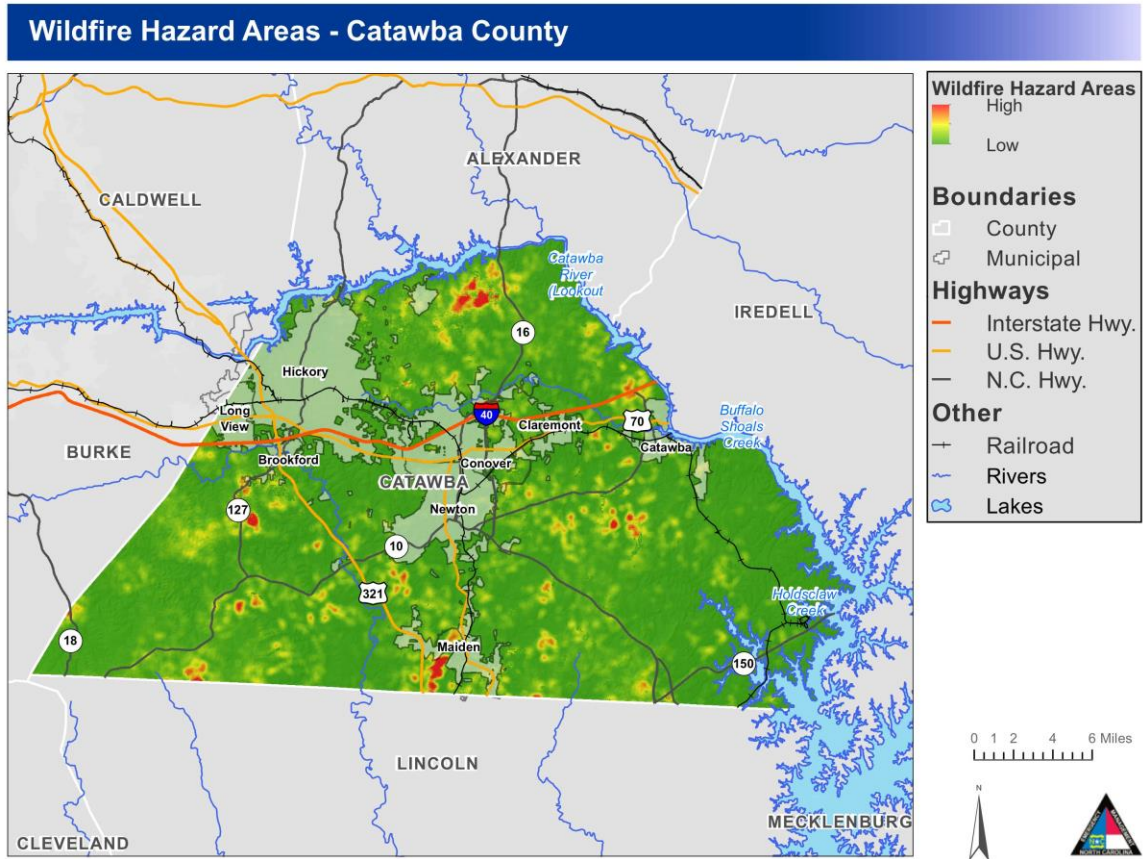 Wildfire Hazard Areas - Catawba County
Wildfire Hazard Areas
High
Low
Boundaries
County
Municipal
Highways
Interstate Hwy.
U.S. Hwy.
N.C. Hwy.
Other
Railroad
Rivers
Lakes
ALEXANDER
CALDWELL
Catawba
River
(Lookout
IREDELL
16
Hickory
40
Long
View
Claremont
70
Buffalo
Shoals
Creek
BURKE
Brookford
Conover
Catawba
CATAWBA
127
Newton
10
321
Holdsclaw
Creek
18
Maiden
150
LINCOLN
MECKLENBURG
CLEVELAND
0 1 2 4 6 Miles
N
NORTH CAROLINA